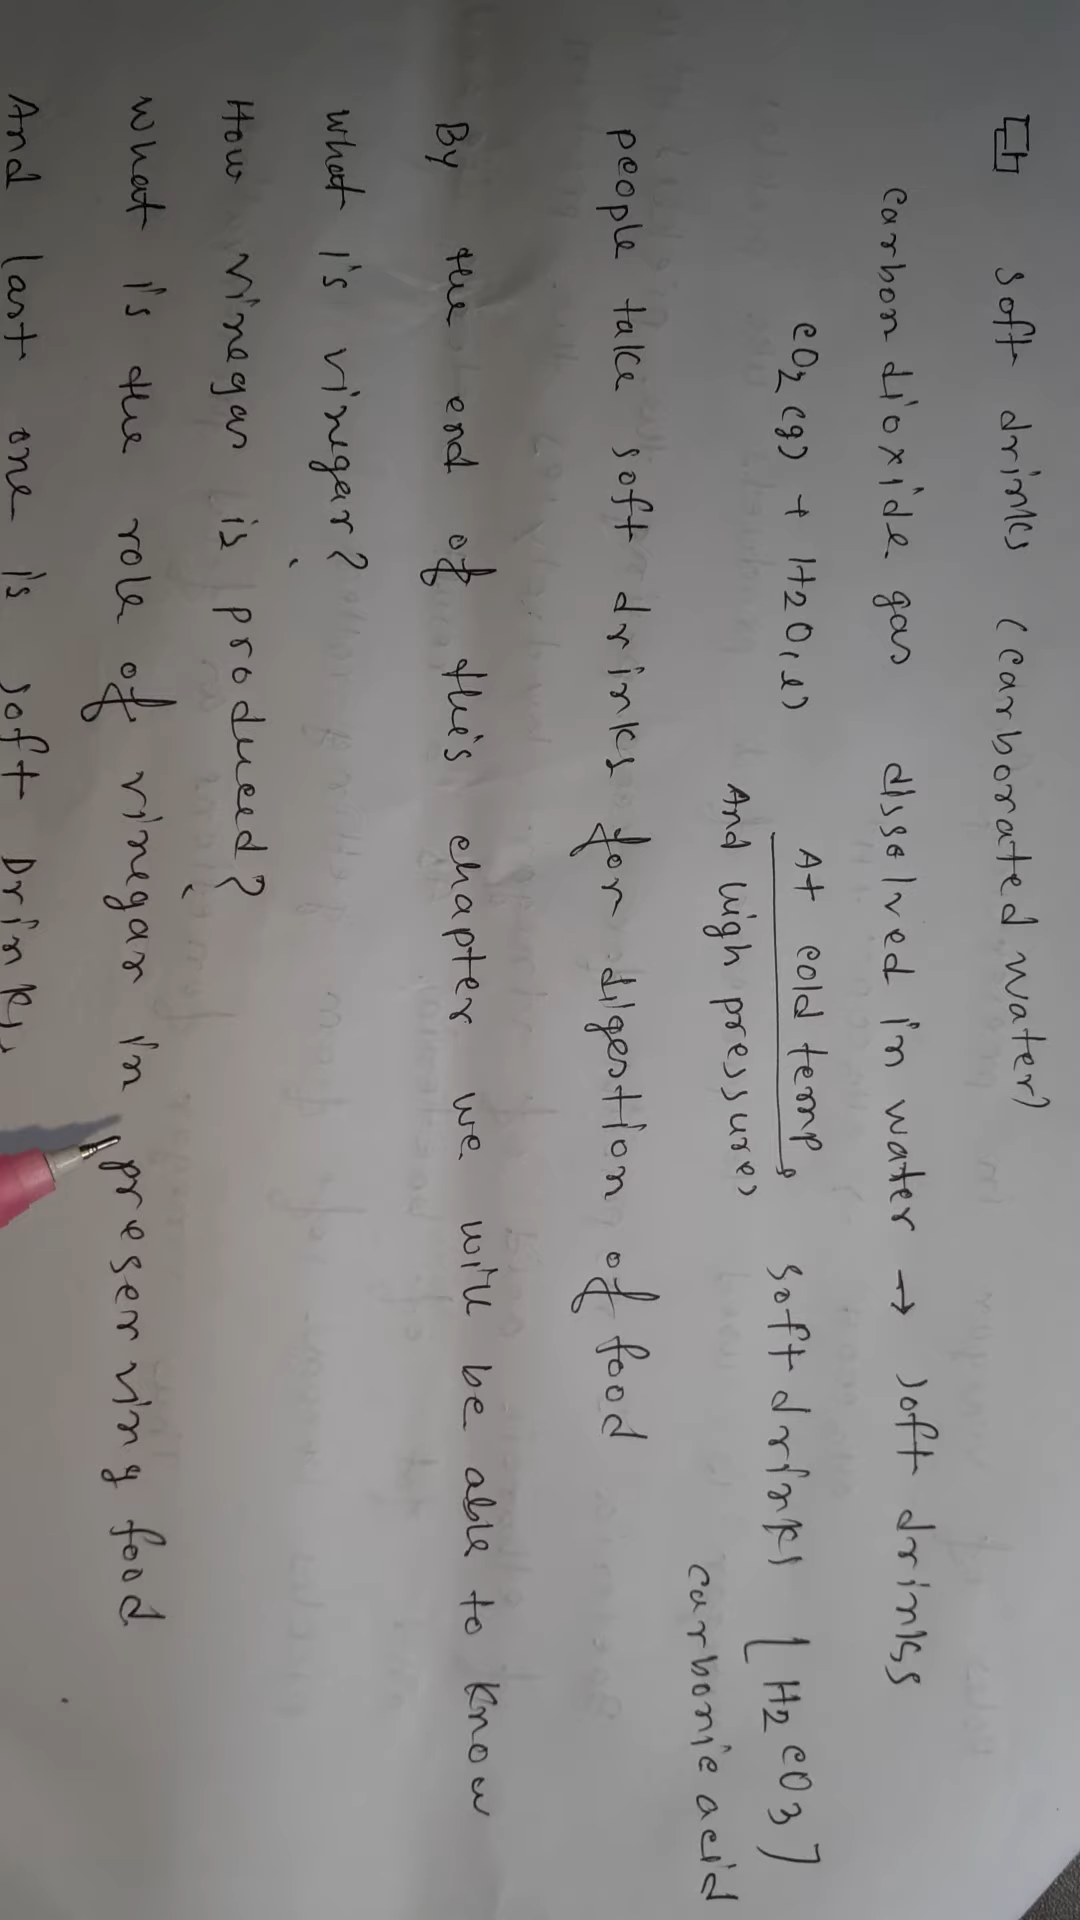 soft drinks (carbonated water)
carbon dioxide gas dissolved in water → soft drinks
CO2(g) + H2O(l) At cold temp soft drinks [H2CO3]
And high pressures carbonic acid
people take soft drinks for digestion of food
By the end of this chapter we will be able to know
what is vinegar?
How vinegar is produced?
what is the role of vinegar in preserving food
And last one is soft Drinks